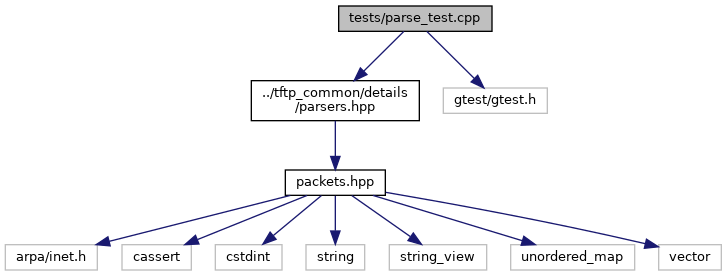 tests/parse_test.cpp
../tftp_common/details
/parsers.hpp
gtest/gtest.h
packets.hpp
arpa/inet.h
cassert
cstdint
string
string_view
unordered_map
vector